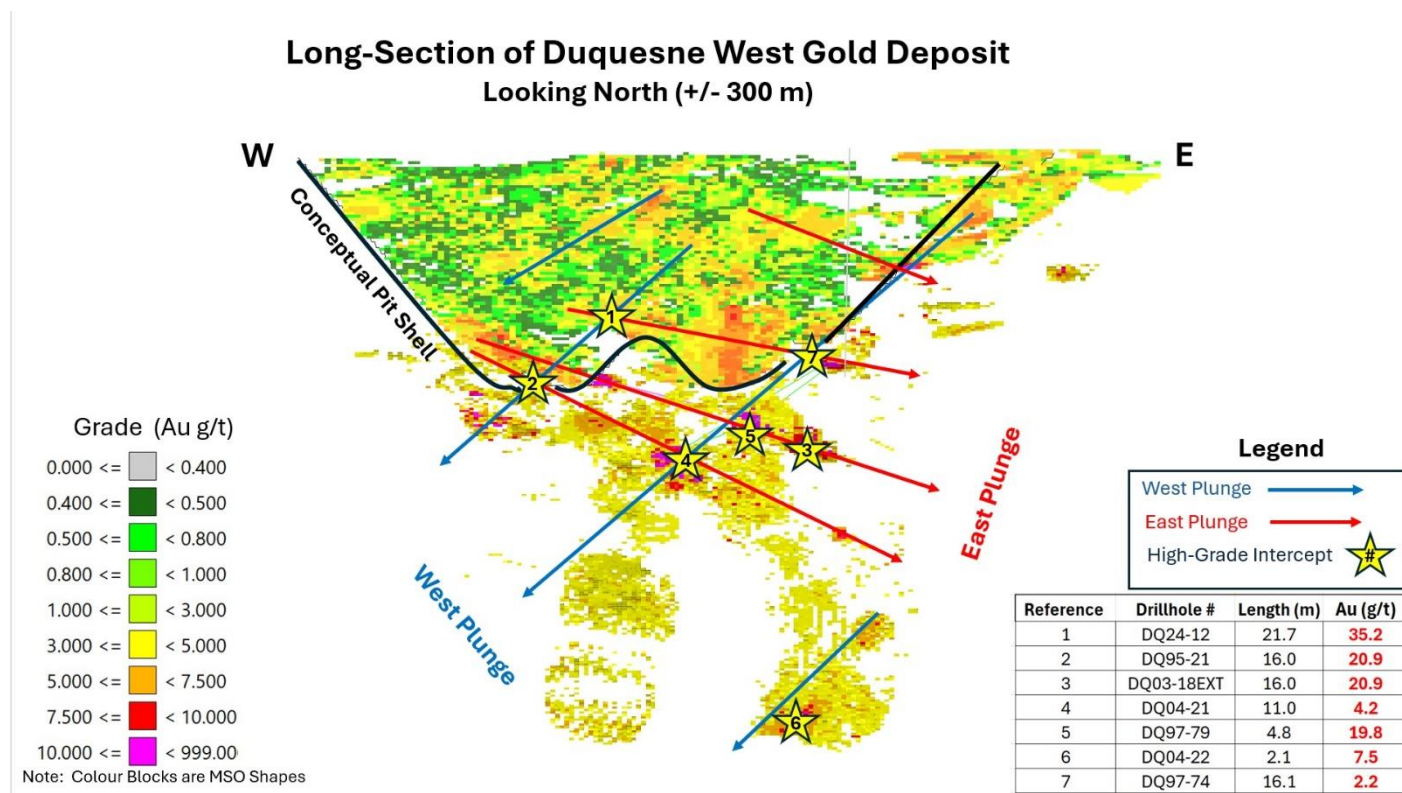 Long-Section of Duquesne West Gold Deposit
Looking North (+/- 300 m)
W
E
Conceptual Pit Shell
1
7
2
5
3
4
6
East Plunge
West Plunge
Grade (Au g/t)
0.000 <= < 0.400
0.400 <= < 0.500
0.500 <= < 0.800
0.800 <= < 1.000
1.000 <= < 3.000
3.000 <= < 5.000
5.000 <= < 7.500
7.500 <= < 10.000
10.000 <= < 999.00
Note: Colour Blocks are MSO Shapes
Legend
West Plunge
East Plunge
High-Grade Intercept #
Reference Drillhole # Length (m) Au (g/t)
1 DQ24-12 21.7 35.2
2 DQ95-21 16.0 20.9
3 DQ03-18EXT 16.0 20.9
4 DQ04-21 11.0 4.2
5 DQ97-79 4.8 19.8
6 DQ04-22 2.1 7.5
7 DQ97-74 16.1 2.2